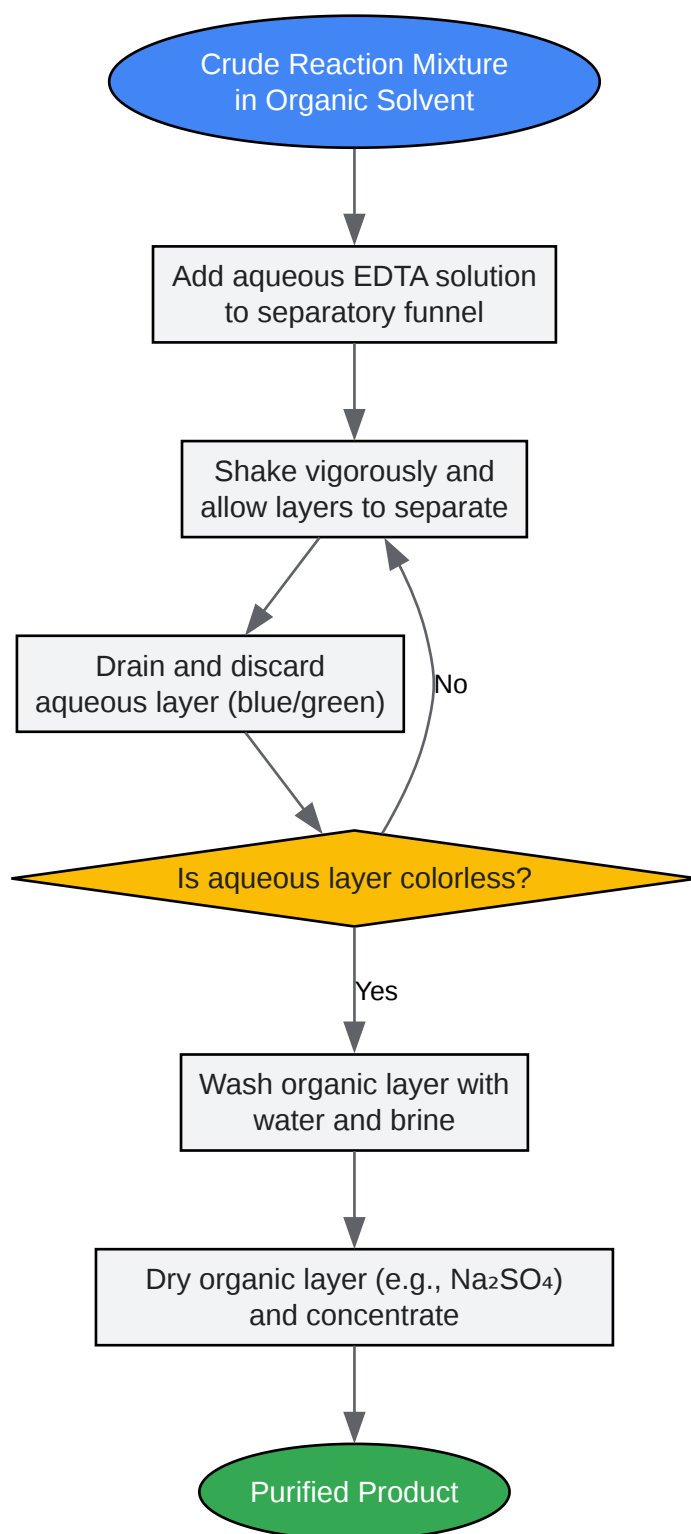 Crude Reaction Mixture
in Organic Solvent
Add aqueous EDTA solution
to separatory funnel
Shake vigorously and
allow layers to separate
Drain and discard
aqueous layer (blue/green)
No
Is aqueous layer colorless?
Yes
Wash organic layer with
water and brine
Dry organic layer (e.g., Na₂SO₄)
and concentrate
Purified Product